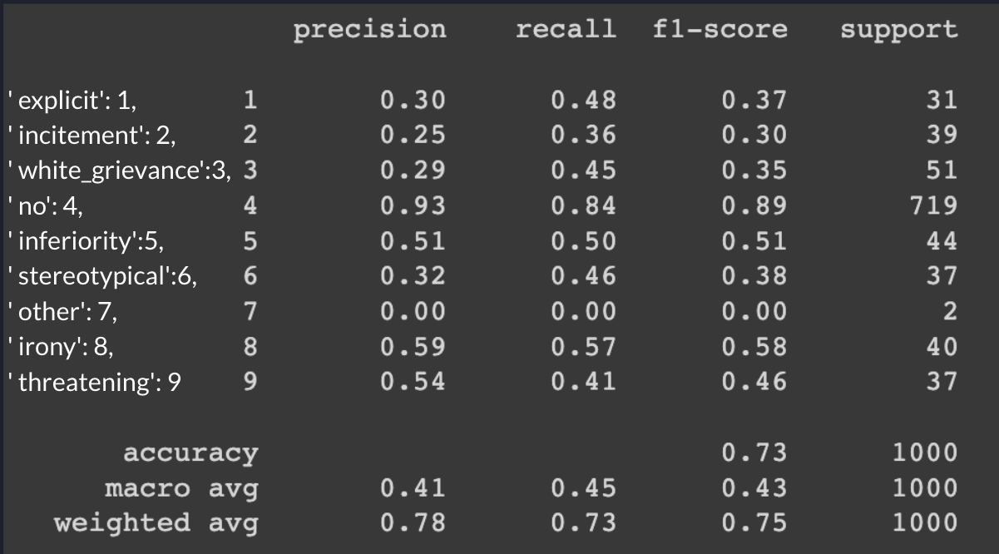 precision recall f1-score support
' explicit': 1, 1 0.30 0.48 0.37 31
' incitement': 2, 2 0.25 0.36 0.30 39
' white_grievance':3, 3 0.29 0.45 0.35 51
' no': 4, 4 0.93 0.84 0.89 719
' inferiority':5, 5 0.51 0.50 0.51 44
' stereotypical':6, 6 0.32 0.46 0.38 37
' other': 7, 7 0.00 0.00 0.00 2
' irony': 8, 8 0.59 0.57 0.58 40
' threatening': 9 9 0.54 0.41 0.46 37
accuracy 0.73 1000
macro avg 0.41 0.45 0.43 1000
weighted avg 0.78 0.73 0.75 1000